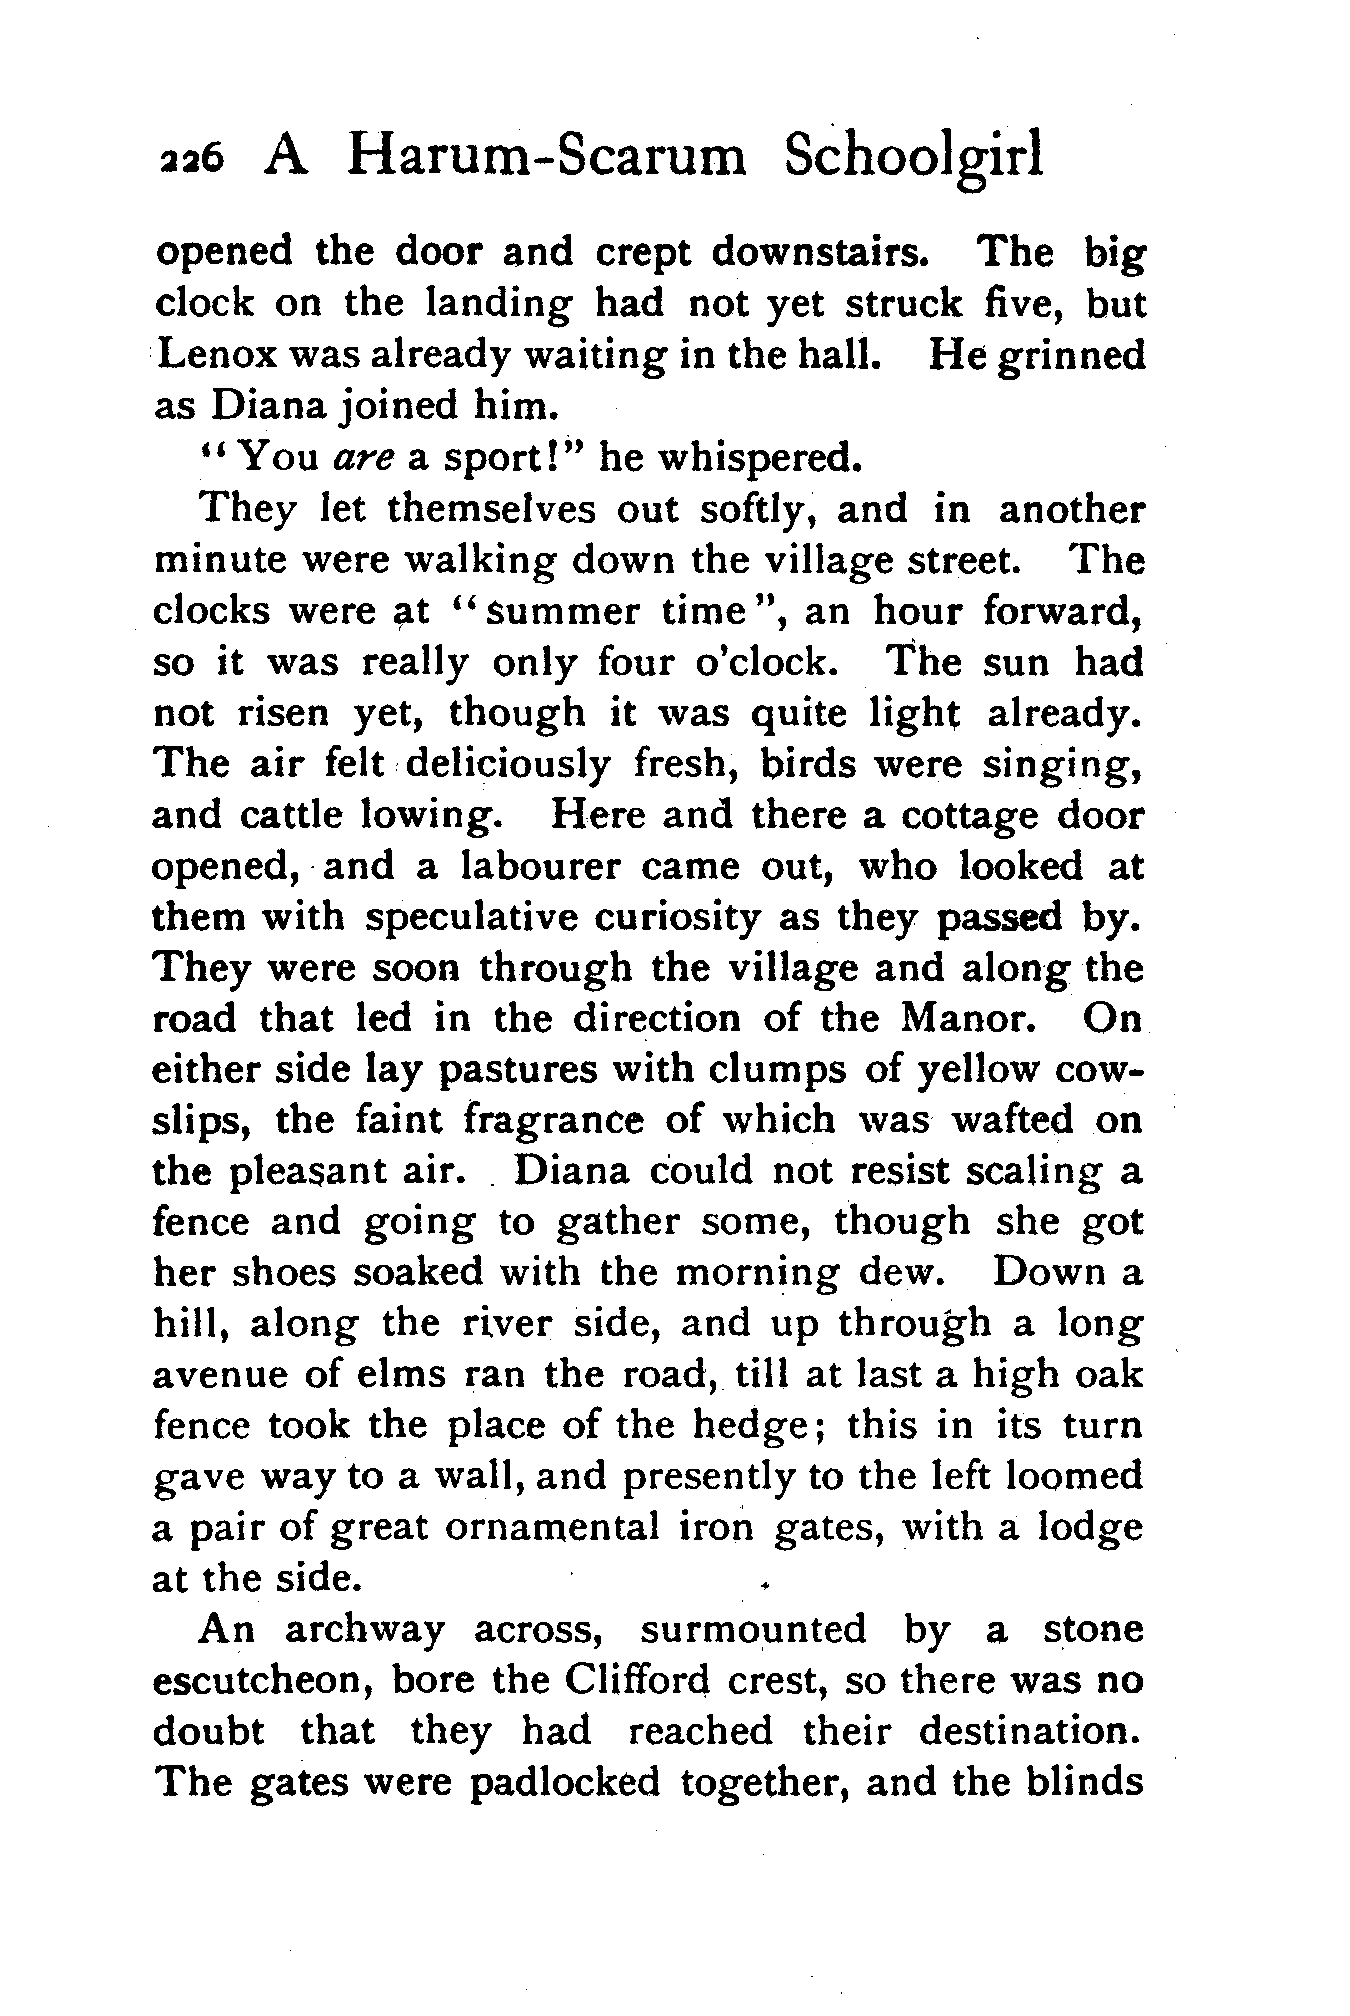 226 A Harum-Scarum Schoolgirl
opened the door and crept downstairs. The big
clock on the landing had not yet struck five, but
Lenox was already waiting in the hall. He grinned
as Diana joined him.
"You are a sport!" he whispered.
They let themselves out softly, and in another
minute were walking down the village street. The
clocks were at "summer time", an hour forward,
so it was really only four o'clock. The sun had
not risen yet, though it was quite light already.
The air felt deliciously fresh, birds were singing,
and cattle lowing. Here and there a cottage door
opened, and a labourer came out, who looked at
them with speculative curiosity as they passed by.
They were soon through the village and along the
road that led in the direction of the Manor. On
either side lay pastures with clumps of yellow cow-
slips, the faint fragrance of which was wafted on
the pleasant air. Diana could not resist scaling a
fence and going to gather some, though she got
her shoes soaked with the morning dew. Down a
hill, along the river side, and up through a long
avenue of elms ran the road, till at last a high oak
fence took the place of the hedge; this in its turn
gave way to a wall, and presently to the left loomed
a pair of great ornamental iron gates, with a lodge
at the side.
An archway across, surmounted by a stone
escutcheon, bore the Clifford crest, so there was no
doubt that they had reached their destination.
The gates were padlocked together, and the blinds